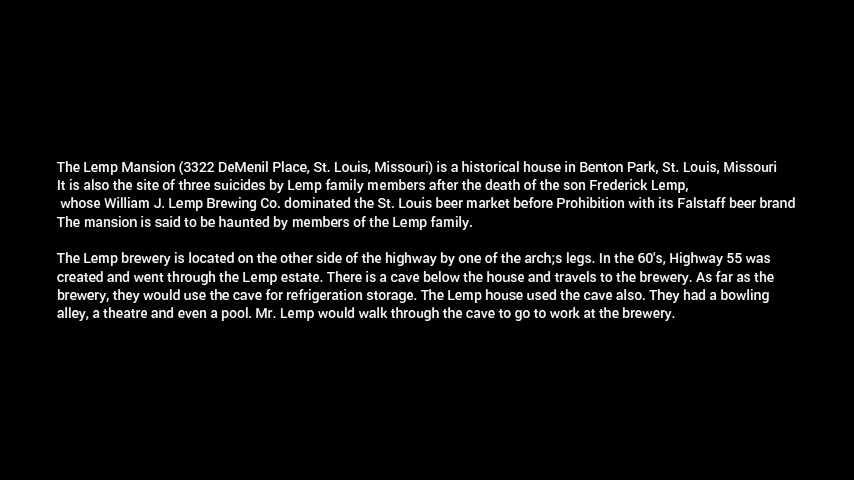 The Lemp Mansion (3322 DeMenil Place, St. Louis, Missouri) is a historical house in Benton Park, St. Louis, Missouri
It is also the site of three suicides by Lemp family members after the death of the son Frederick Lemp,
whose William J. Lemp Brewing Co. dominated the St. Louis beer market before Prohibition with its Falstaff beer brand
The mansion is said to be haunted by members of the Lemp family.
The Lemp brewery is located on the other side of the highway by one of the arch;s legs. In the 60's, Highway 55 was
created and went through the Lemp estate. There is a cave below the house and travels to the brewery. As far as the
brewery, they would use the cave for refrigeration storage. The Lemp house used the cave also. They had a bowling
alley, a theatre and even a pool. Mr. Lemp would walk through the cave to go to work at the brewery.